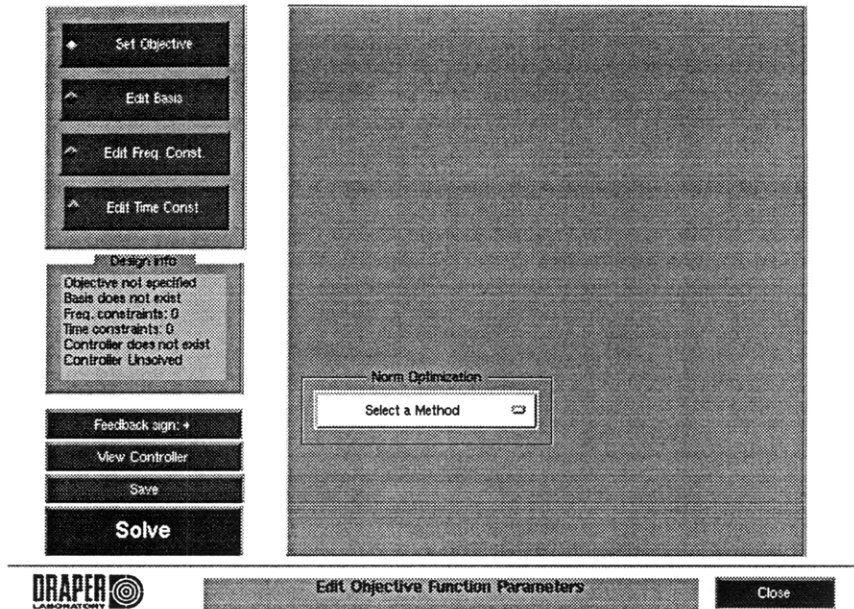 Set Objective
Edit Basis
Edit Freq. Const.
Edit Time Const.
Design Info
Objective not specified
Basis does not exist
Freq. constraints: 0
Time constraints: 0
Controller does not exist
Controller Unsolved
Norm Optimization
Select a Method
Feedback sign: +
View Controller
Save
Solve
DRAPER
LABORATORY
Edit Objective Function Parameters
Close